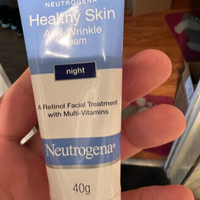 NEUTROGENA
Healthy Skin
Anti-Wrinkle
Cream
night
A Retinol Facial Treatment
with Multi-Vitamins
Neutrogena®
40g